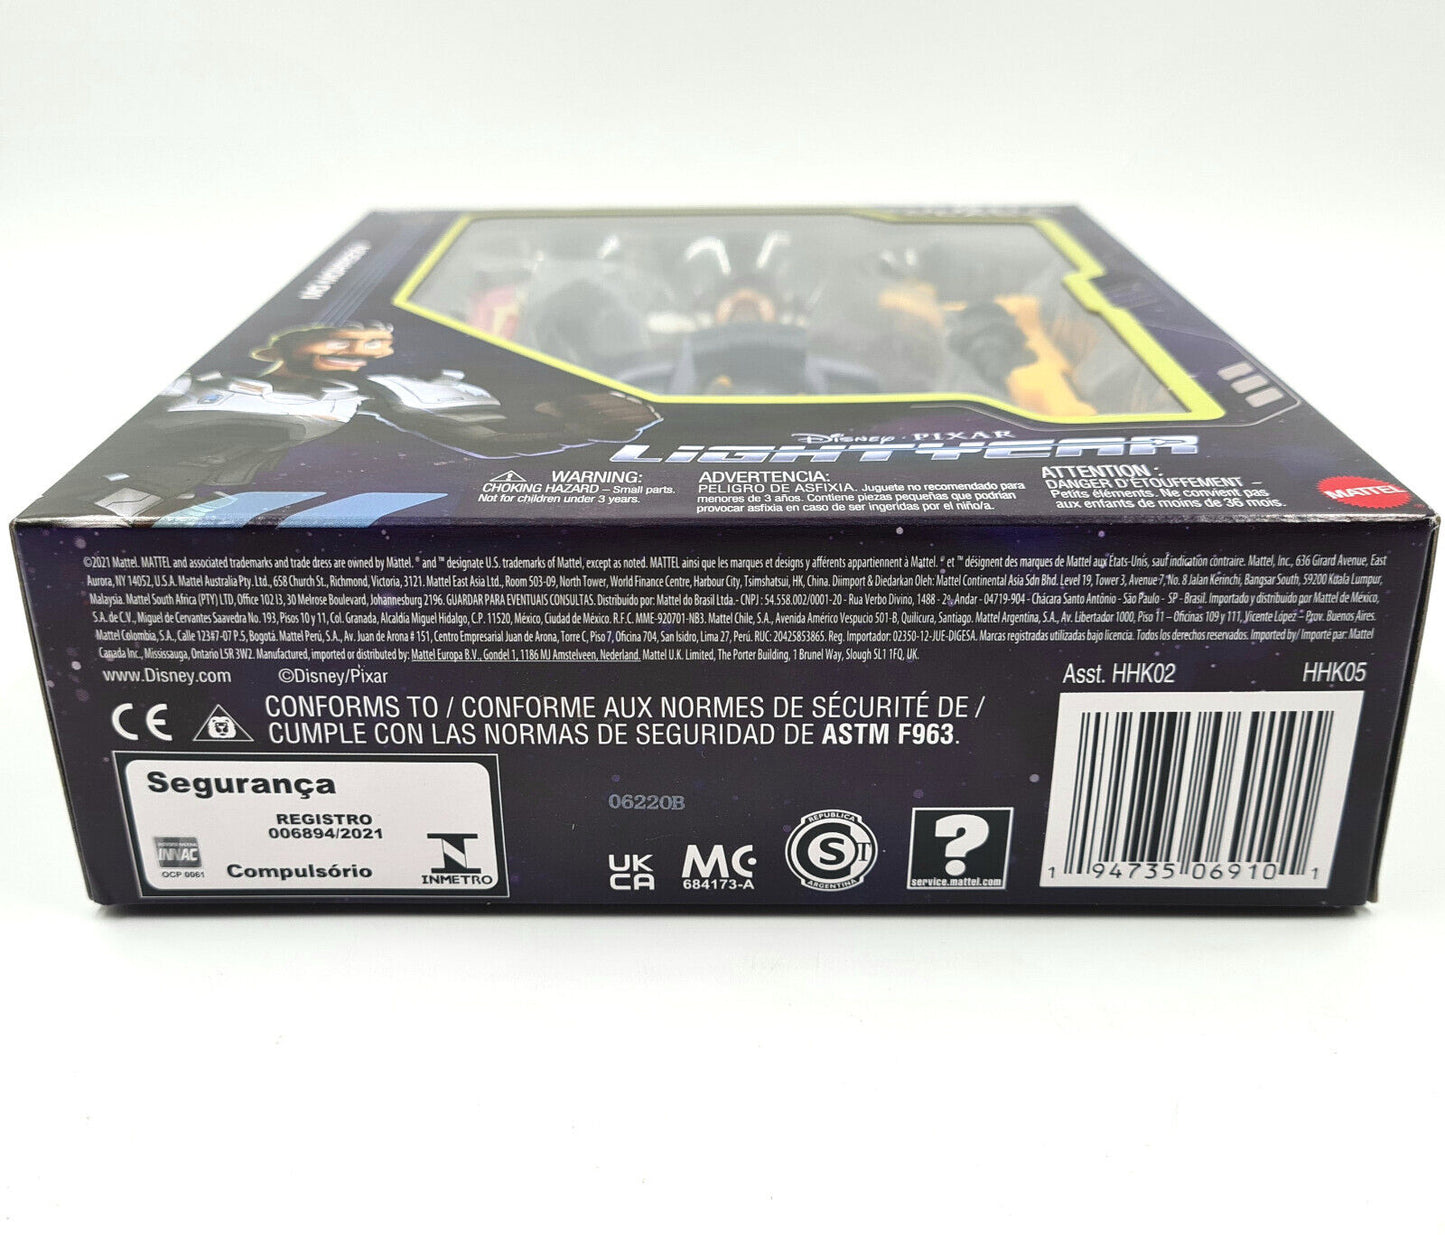 Disney · PIXAR
LIGHTYEAR
WARNING:
CHOKING HAZARD – Small parts.
Not for children under 3 years.
ADVERTENCIA:
PELIGRO DE ASFIXIA. Juguete no recomendado para
menores de 3 años. Contiene piezas pequeñas que podrían
provocar asfixia en caso de ser ingeridas por el niño/a.
ATTENTION :
DANGER D'ÉTOUFFEMENT –
Petits éléments. Ne convient pas
aux enfants de moins de 36 mois.
MATTEL
©2021 Mattel. MATTEL and associated trademarks and trade dress are owned by Mattel. ® and ™ designate U.S. trademarks of Mattel, except as noted. MATTEL ainsi que les marques et designs y afférents appartiennent à Mattel. ® et ™ désignent des marques de Mattel aux États-Unis, sauf indication contraire. Mattel, Inc., 636 Girard Avenue, East
Aurora, NY 14052, U.S.A. Mattel Australia Pty. Ltd., 658 Church St., Richmond, Victoria, 3121. Mattel East Asia Ltd., Room 503-09, North Tower, World Finance Centre, Harbour City, Tsimshatsui, HK, China. Diimport & Diedarkan Oleh: Mattel Continental Asia Sdn Bhd. Level 19, Tower 3, Avenue 7, No. 8 Jalan Kerinchi, Bangsar South, 59200 Kuala Lumpur,
Malaysia. Mattel South Africa (PTY) LTD, Office 102 I3, 30 Melrose Boulevard, Johannesburg 2196. GUARDAR PARA EVENTUAIS CONSULTAS. Distribuído por: Mattel do Brasil Ltda.- CNPJ : 54.558.002/0001-20 - Rua Verbo Divino, 1488 - 2º. Andar - 04719-904 - Chácara Santo Antônio - São Paulo - SP - Brasil. Importado y distribuido por Mattel de México,
S.A. de C.V., Miguel de Cervantes Saavedra No. 193, Pisos 10 y 11, Col. Granada, Alcaldía Miguel Hidalgo, C.P. 11520, México, Ciudad de México. R.F.C. MME-920701-NB3. Mattel Chile, S.A., Avenida Américo Vespucio 501-B, Quilicura, Santiago. Mattel Argentina, S.A., Av. Libertador 1000, Piso 11 – Oficinas 109 y 111, Vicente López – Prov. Buenos Aires.
Mattel Colombia, S.A., Calle 123#7-07 P.5, Bogotá. Mattel Perú, S.A., Av. Juan de Arona # 151, Centro Empresarial Juan de Arona, Torre C, Piso 7, Oficina 704, San Isidro, Lima 27, Perú. RUC: 20425853865. Reg. Importador: 02350-12-JUE-DIGESA. Marcas registradas utilizadas bajo licencia. Todos los derechos reservados. Imported by/ Importé par: Mattel
Canada Inc., Mississauga, Ontario L5R 3W2. Manufactured, imported or distributed by: Mattel Europa B.V., Gondel 1, 1186 MJ Amstelveen, Nederland. Mattel U.K. Limited, The Porter Building, 1 Brunel Way, Slough SL1 1FQ, UK.
www.Disney.com ©Disney/Pixar
Asst. HHK02 HHK05
CE
CONFORMS TO / CONFORME AUX NORMES DE SÉCURITÉ DE /
CUMPLE CON LAS NORMAS DE SEGURIDAD DE ASTM F963.
Segurança
REGISTRO
006894/2021
INNAC
OCP 0061
Compulsório
INMETRO
06220B
UK
CA
MC
684173-A
REPUBLICA
S
ARGENTINA
?
service.mattel.com
1 94735 06910 1